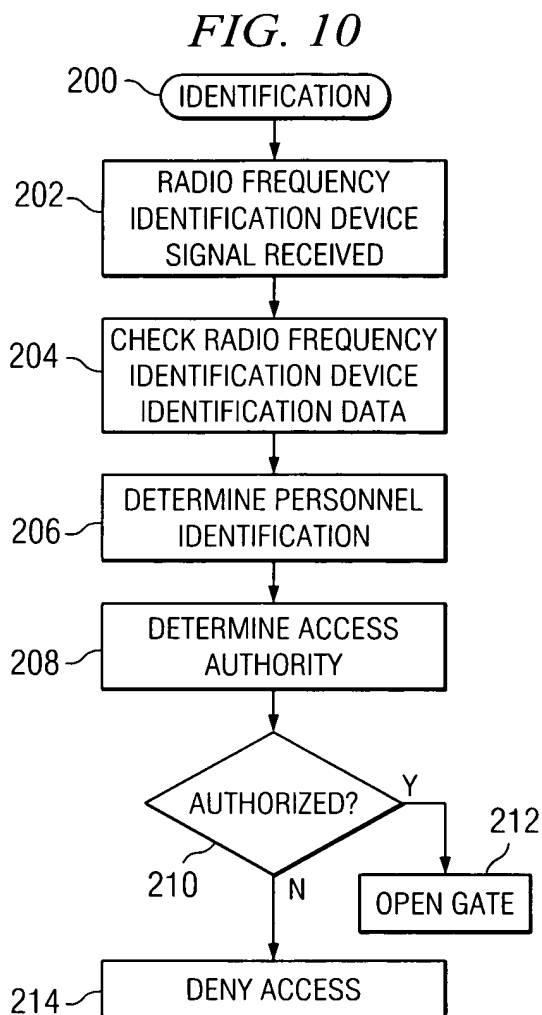 FIG. 10
200
IDENTIFICATION
202
RADIO FREQUENCY
IDENTIFICATION DEVICE
SIGNAL RECEIVED
204
CHECK RADIO FREQUENCY
IDENTIFICATION DEVICE
IDENTIFICATION DATA
206
DETERMINE PERSONNEL
IDENTIFICATION
208
DETERMINE ACCESS
AUTHORITY
AUTHORIZED?
210
Y
N
212
OPEN GATE
214
DENY ACCESS